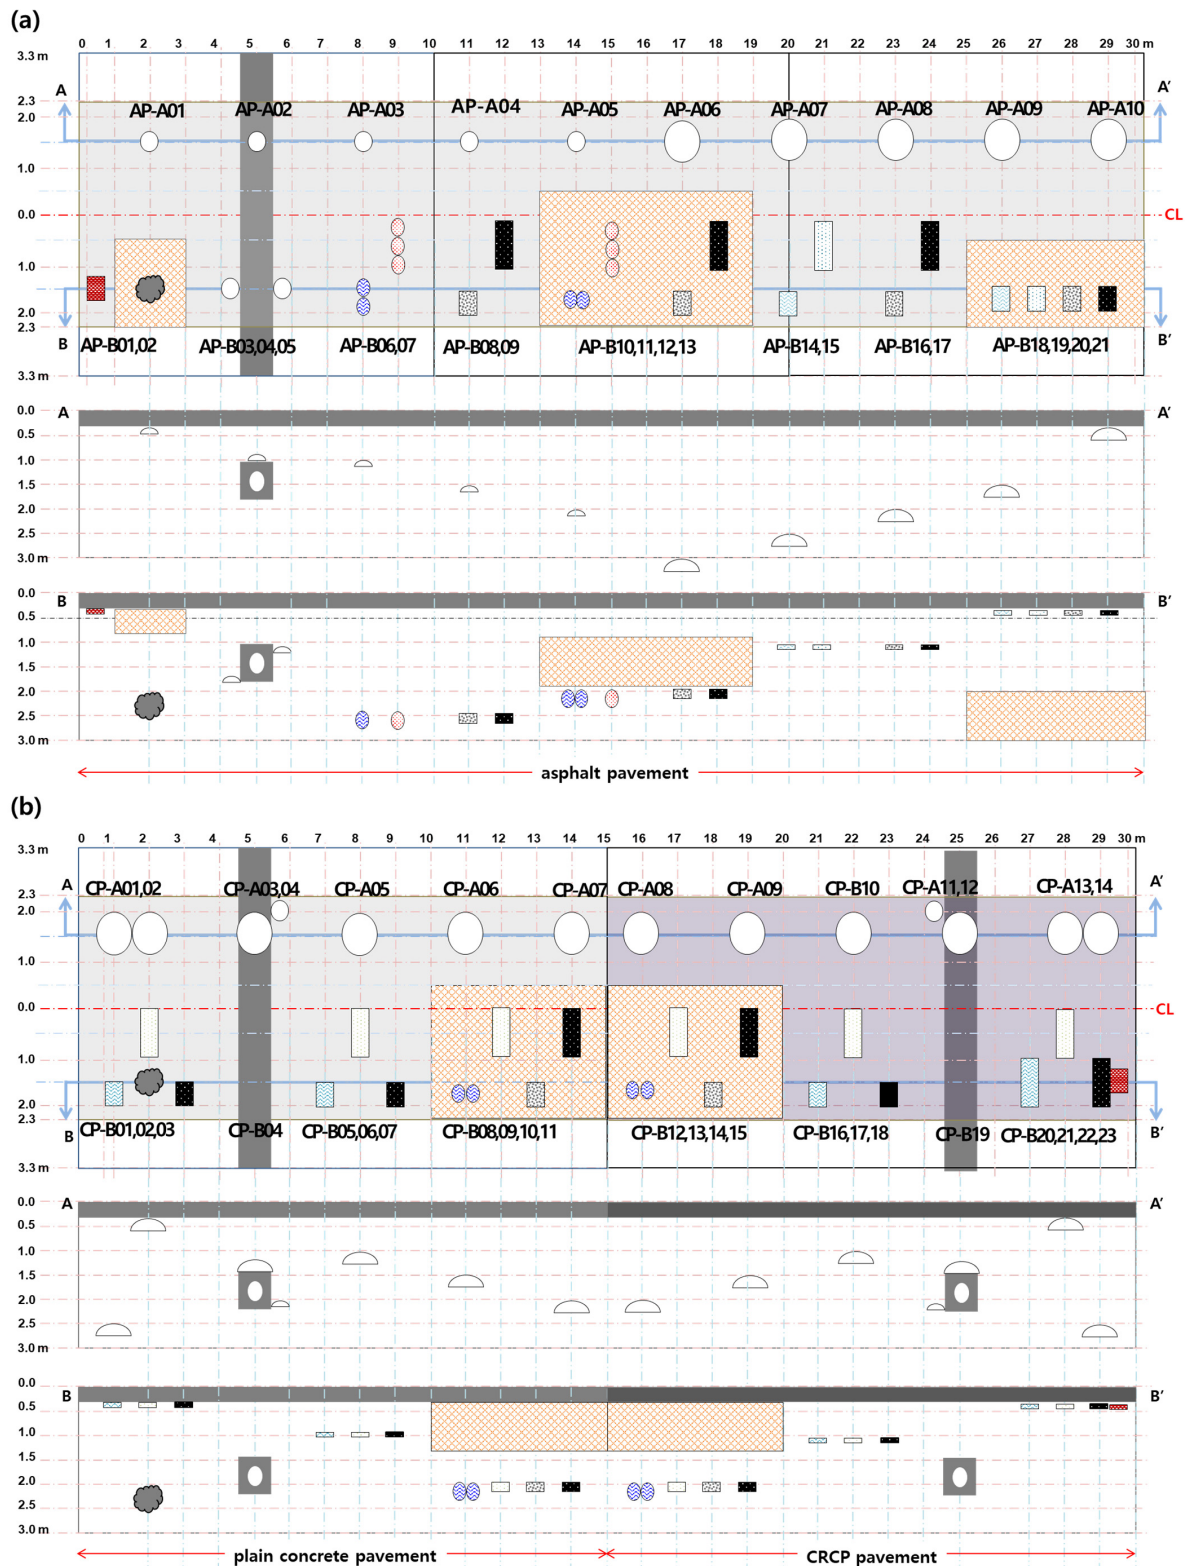 (a)
0 1 2 3 4 5 6 7 8 9 10 11 12 13 14 15 16 17 18 19 20 21 22 23 24 25 26 27 28 29 30 m
3.3 m
A A'
2.3
AP-A01 AP-A02 AP-A03 AP-A04 AP-A05 AP-A06 AP-A07 AP-A08 AP-A09 AP-A10
2.0
1.0
0.0 CL
1.0
2.0
2.3
B B'
AP-B01,02 AP-B03,04,05 AP-B06,07 AP-B08,09 AP-B10,11,12,13 AP-B14,15 AP-B16,17 AP-B18,19,20,21
3.3 m
0.0 A A'
0.5
1.0
1.5
2.0
2.5
3.0 m
0.0
B B'
0.5
1.0
1.5
2.0
2.5
3.0 m
asphalt pavement
(b)
0 1 2 3 4 5 6 7 8 9 10 11 12 13 14 15 16 17 18 19 20 21 22 23 24 25 26 27 28 29 30 m
3.3 m
A A'
CP-A01,02 CP-A03,04 CP-A05 CP-A06 CP-A07 CP-A08 CP-A09 CP-B10 CP-A11,12 CP-A13,14
2.3
2.0
1.0
0.0 CL
1.0
2.0
2.3
B B'
CP-B01,02,03 CP-B04 CP-B05,06,07 CP-B08,09,10,11 CP-B12,13,14,15 CP-B16,17,18 CP-B19 CP-B20,21,22,23
3.3 m
0.0 A A'
0.5
1.0
1.5
2.0
2.5
3.0 m
0.0
B B'
0.5
1.0
1.5
2.0
2.5
3.0 m
plain concrete pavement CRCP pavement